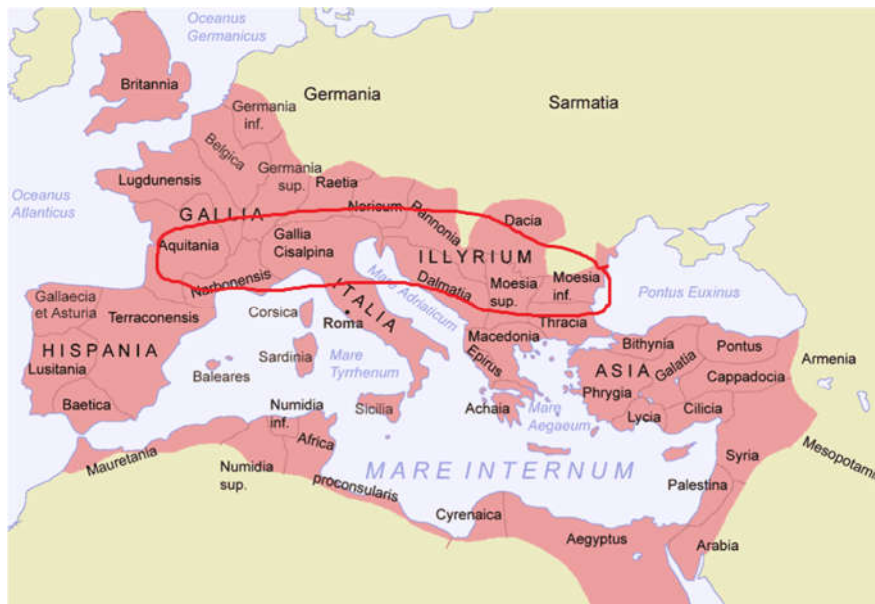 Oceanus
Germanicus
Britannia
Germania
Sarmatia
Germania
inf.
Belgica
Germania
sup.
Lugdunensis
Raetia
Oceanus
Atlanticus
GALLIA
Noricum
Pannonia
Dacia
Aquitania
Gallia
Cisalpina
ILLYRIUM
Narbonensis
Dalmatia
Moesia
sup.
Moesia
inf.
Pontus Euxinus
Gallaecia
et Asturia
Terraconensis
Corsica
ITALIA
Mare Adriaticum
Roma
Thracia
Macedonia
Bithynia
Pontus
Armenia
HISPANIA
Lusitania
Baleares
Sardinia
Mare
Tyrrhenum
Epirus
ASIA
Galatia
Phrygia
Cappadocia
Baetica
Sicilia
Achaia
Mare
Aegaeum
Lycia
Cilicia
Numidia
inf.
Africa
Mauretania
Numidia
sup.
proconsularis
MARE INTERNUM
Syria
Mesopotami
Palestina
Cyrenaica
Aegyptus
Arabia